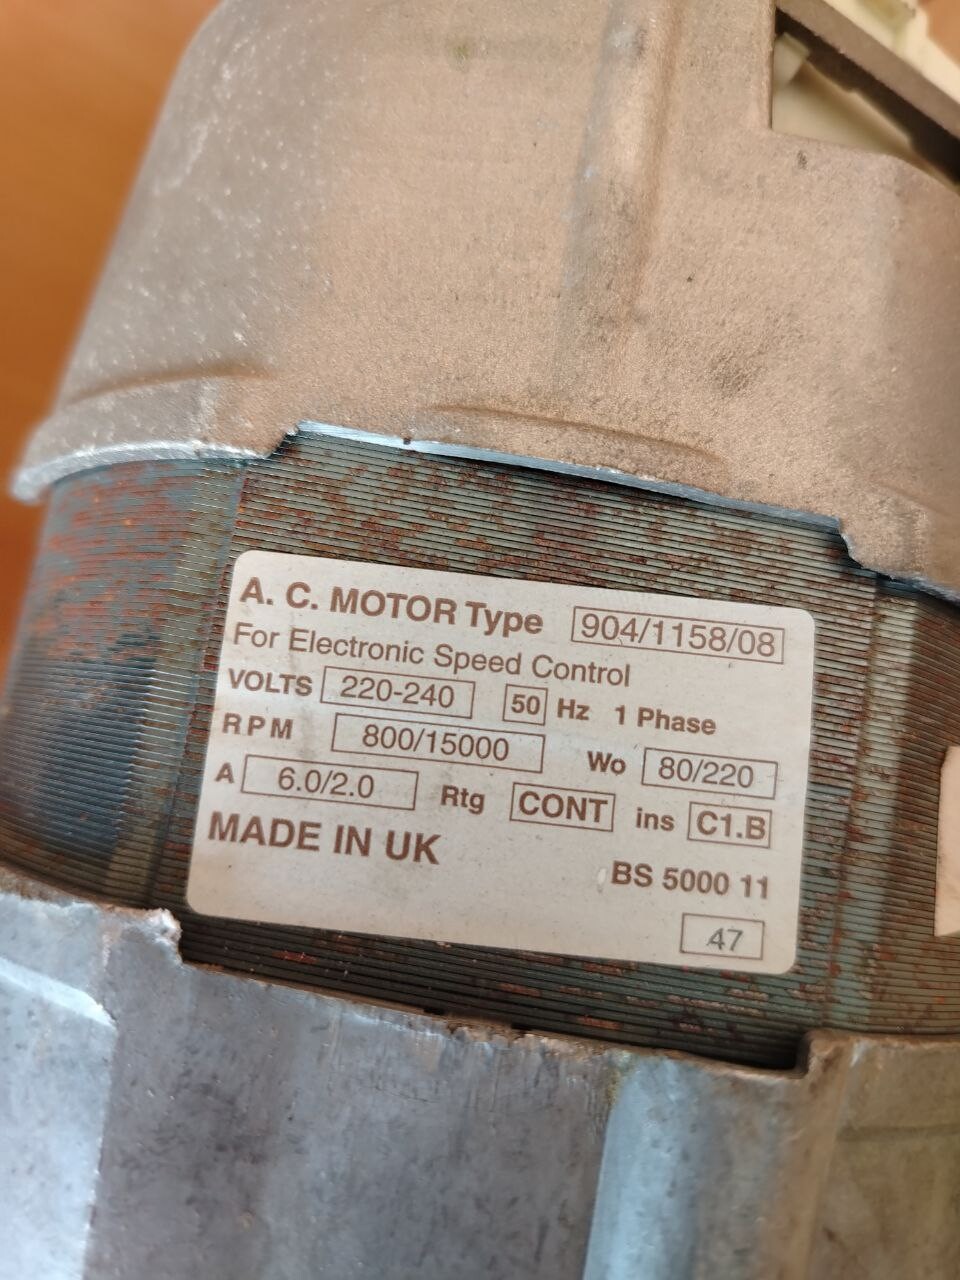 A. C. MOTOR Type 904/1158/08
For Electronic Speed Control
VOLTS 220-240 50 Hz 1 Phase
RPM 800/15000 Wo 80/220
A 6.0/2.0 Rtg CONT ins C1.B
MADE IN UK BS 5000 11
47